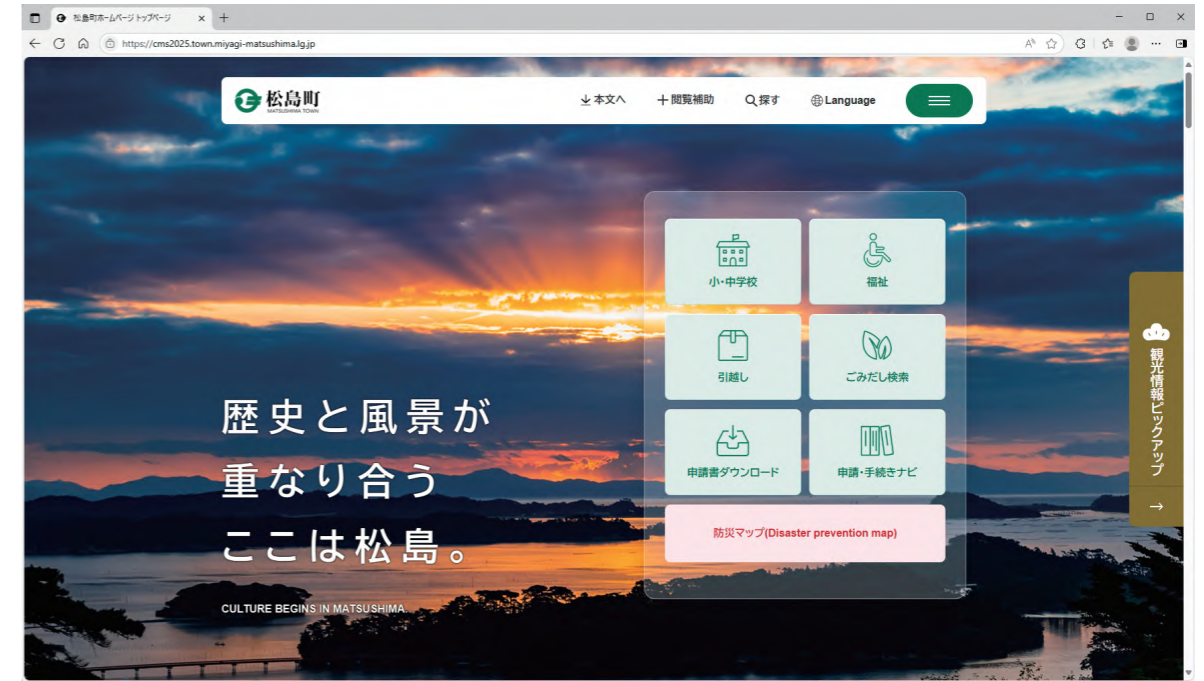 松島町ホームページ トップページ
https://cms2025.town.miyagi-matsushima.lg.jp
松島町
MATSUSHIMA TOWN
本文へ
閲覧補助
探す
Language
小・中学校
福祉
引越し
ごみだし検索
申請書ダウンロード
申請・手続きナビ
防災マップ(Disaster prevention map)
歴史と風景が
重なり合う
ここは松島。
CULTURE BEGINS IN MATSUSHIMA.
観光情報ピックアップ